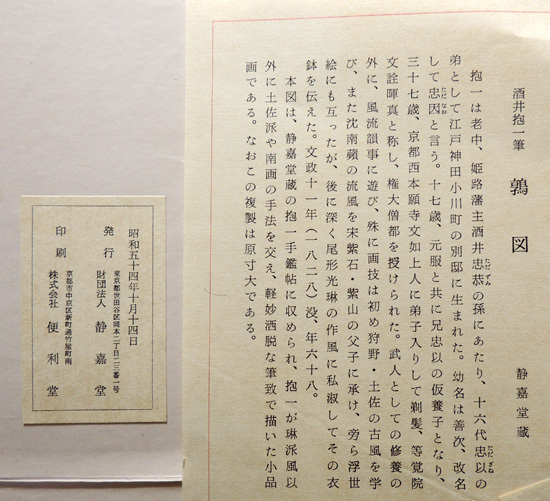 酒井抱一筆　鶉図　静嘉堂蔵
抱一は老中、姫路藩主酒井忠恭の孫にあたり、十六代忠以の
弟として江戸神田小川町の別邸に生まれた。幼名は善次、改名
して忠因と言う。十七歳、元服と共に兄忠以の仮養子となり、
三十七歳、京都西本願寺文如上人に弟子入りして剃髪、等覚院
文詮暉真と称し、権大僧都を授けられた。武人としての修養の
外に、風流韻事に遊び、殊に画技は初め狩野・土佐の古風を学
び、また沈南蘋の流風を宋紫石・紫山の父子に承け、旁ら浮世
絵にも亙ったが、後に深く尾形光琳の作風に私淑してその衣
鉢を伝えた。文政十一年（一八二八）没、年六十八。
本図は、静嘉堂蔵の抱一手鑑帖に収められ、抱一が琳派風以
外に土佐派や南画の手法を交え、軽妙洒脱な筆致で描いた小品
画である。なおこの複製は原寸大である。
昭和五十四年十月十四日
東京都世田谷区岡本二丁目二三番一号
発行　財団法人　静嘉堂
京都市中京区新町通竹屋町南
印刷　株式会社　便利堂